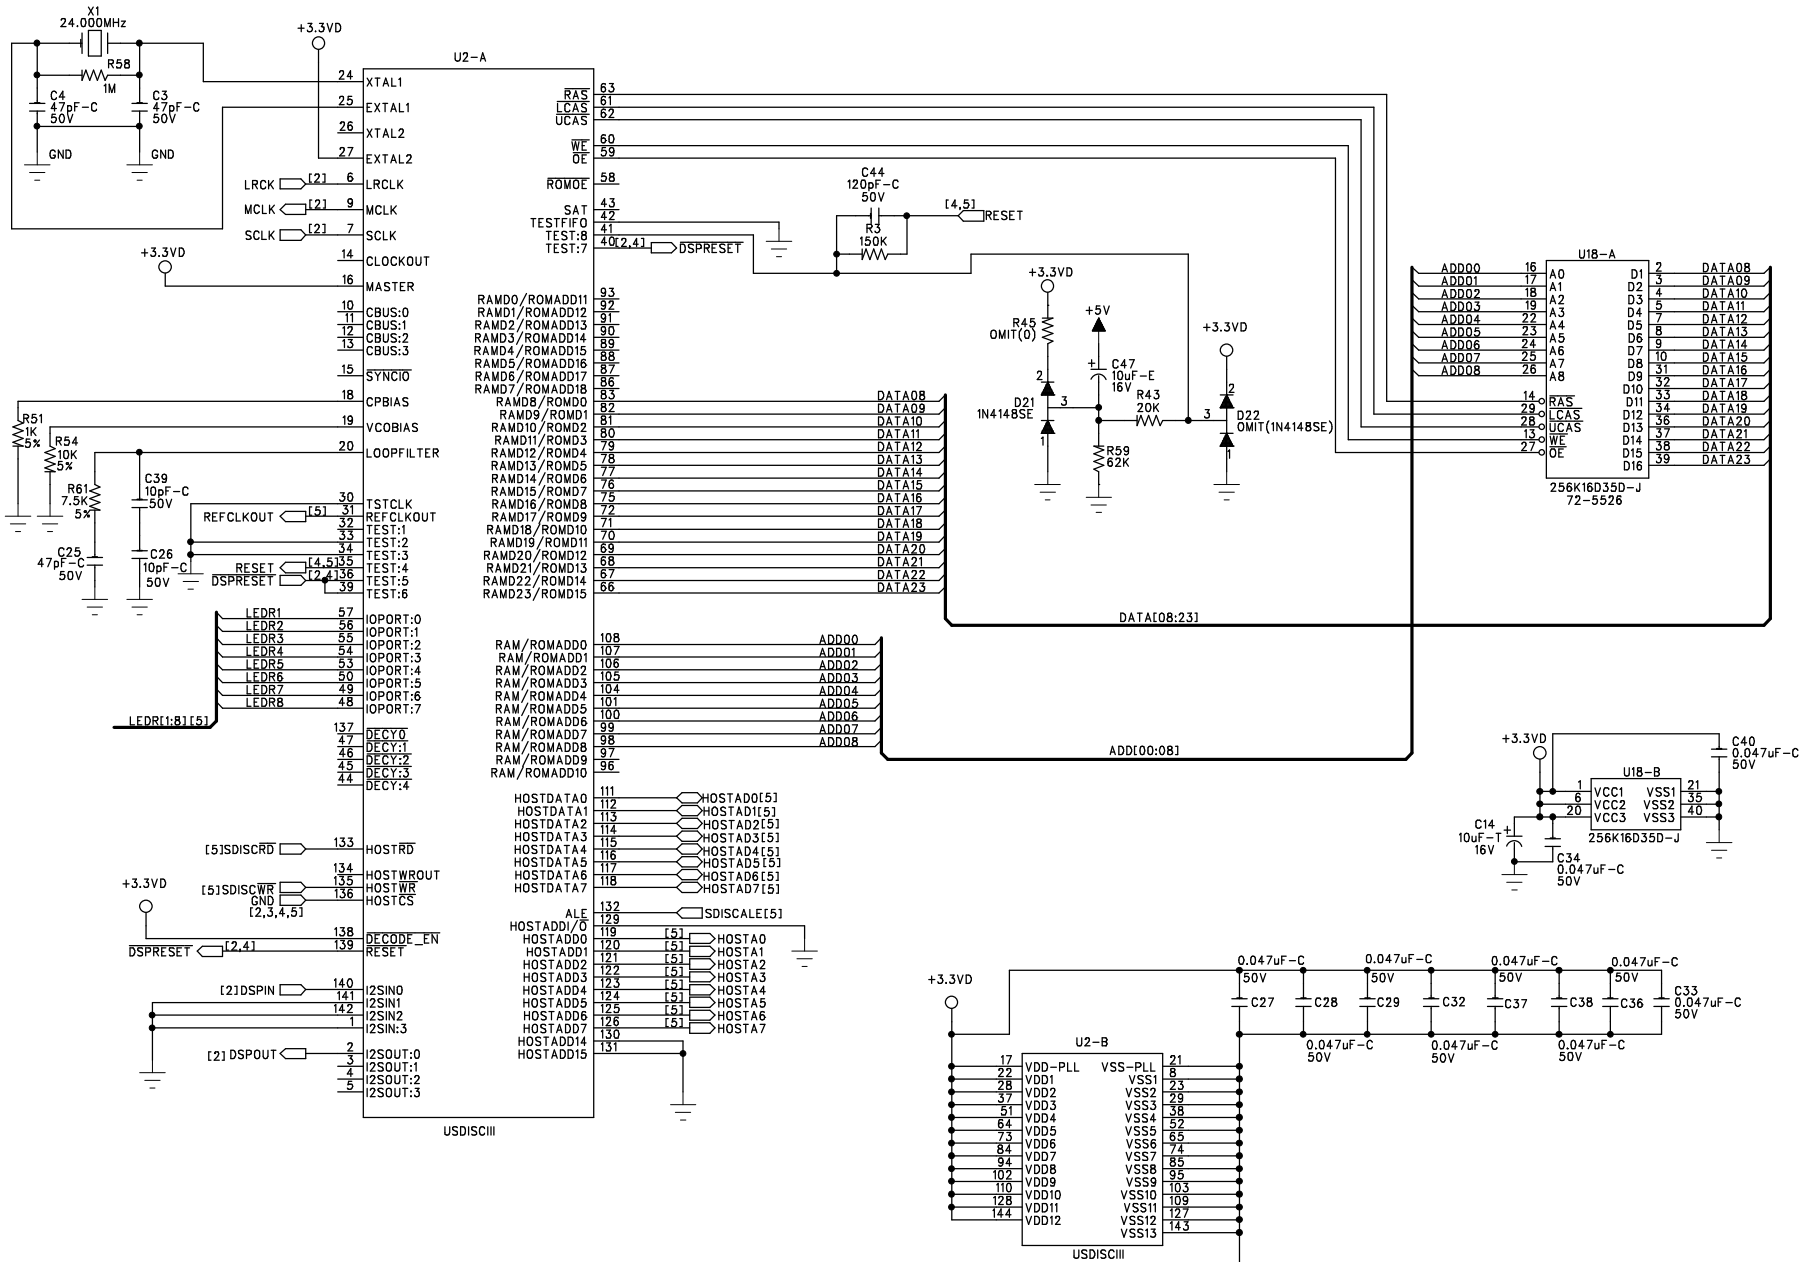 X1
24.000MHz
R58
1M
C4
47pF-C
50V
C3
47pF-C
50V
GND
GND
+3.3VD
U2-A
24 XTAL1
25 EXTAL1
26 XTAL2
27 EXTAL2
LRCK [2] 6 LRCLK
MCLK [2] 9 MCLK
SCLK [2] 7 SCLK
+3.3VD
14 CLOCKOUT
16 MASTER
10 CBUS:0
11 CBUS:1
12 CBUS:2
13 CBUS:3
15 SYNCIO
18 CPBIAS
19 VCOBIAS
20 LOOPFILTER
R51
1K
5%
R54
10K
5%
R61
7.5K
5%
C39
10pF-C
50V
C25
47pF-C
50V
C26
10pF-C
50V
30 TSTCLK
REFCLKOUT [5] 31 REFCLKOUT
32 TEST:1
33 TEST:2
34 TEST:3
RESET [4,5] 35 TEST:4
DSPRESET [2,4] 36 TEST:5
39 TEST:6
LEDR1 57 IOPORT:0
LEDR2 56 IOPORT:1
LEDR3 55 IOPORT:2
LEDR4 54 IOPORT:3
LEDR5 53 IOPORT:4
LEDR6 50 IOPORT:5
LEDR7 49 IOPORT:6
LEDR8 48 IOPORT:7
LEDR[1:8][5]
137 DECY0
47 DECY:1
46 DECY:2
45 DECY:3
44 DECY:4
[5]SDISCRD 133 HOSTRD
134 HOSTWROUT
[5]SDISCWR 135 HOSTWR
GND 136 HOSTCS
[2,3,4,5]
+3.3VD
138 DECODE_EN
DSPRESET [2,4] 139 RESET
[2]DSPIN 140 I2SIN0
141 I2SIN1
142 I2SIN2
1 I2SIN:3
[2]DSPOUT 2 I2SOUT:0
3 I2SOUT:1
4 I2SOUT:2
5 I2SOUT:3
USDISCIII
RAS 63
LCAS 61
UCAS 62
WE 60
OE 59
ROMOE 58
SAT 43
TESTFIFO 42
TEST:8 41
TEST:7 40 [2,4] DSPRESET
RAMD0/ROMADD11 93
RAMD1/ROMADD12 92
RAMD2/ROMADD13 91
RAMD3/ROMADD14 90
RAMD4/ROMADD15 89
RAMD5/ROMADD16 88
RAMD6/ROMADD17 87
RAMD7/ROMADD18 86
RAMD8/ROMD0 83 DATA08
RAMD9/ROMD1 82 DATA09
RAMD10/ROMD2 81 DATA10
RAMD11/ROMD3 80 DATA11
RAMD12/ROMD4 79 DATA12
RAMD13/ROMD5 78 DATA13
RAMD14/ROMD6 77 DATA14
RAMD15/ROMD7 76 DATA15
RAMD16/ROMD8 75 DATA16
RAMD17/ROMD9 72 DATA17
RAMD18/ROMD10 71 DATA18
RAMD19/ROMD11 70 DATA19
RAMD20/ROMD12 69 DATA20
RAMD21/ROMD13 68 DATA21
RAMD22/ROMD14 67 DATA22
RAMD23/ROMD15 66 DATA23
RAM/ROMADD0 108 ADD00
RAM/ROMADD1 107 ADD01
RAM/ROMADD2 106 ADD02
RAM/ROMADD3 105 ADD03
RAM/ROMADD4 104 ADD04
RAM/ROMADD5 101 ADD05
RAM/ROMADD6 100 ADD06
RAM/ROMADD7 99 ADD07
RAM/ROMADD8 98 ADD08
RAM/ROMADD9 97
RAM/ROMADD10 96
HOSTDATA0 111 HOSTAD0[5]
HOSTDATA1 112 HOSTAD1[5]
HOSTDATA2 113 HOSTAD2[5]
HOSTDATA3 114 HOSTAD3[5]
HOSTDATA4 115 HOSTAD4[5]
HOSTDATA5 116 HOSTAD5[5]
HOSTDATA6 117 HOSTAD6[5]
HOSTDATA7 118 HOSTAD7[5]
ALE 132 SDISCALE[5]
HOSTADDI/O 129
HOSTADD0 119 [5] HOSTA0
HOSTADD1 120 [5] HOSTA1
HOSTADD2 121 [5] HOSTA2
HOSTADD3 122 [5] HOSTA3
HOSTADD4 123 [5] HOSTA4
HOSTADD5 124 [5] HOSTA5
HOSTADD6 125 [5] HOSTA6
HOSTADD7 126 [5] HOSTA7
HOSTADD14 130
HOSTADD15 131
C44
120pF-C
50V
R3
150K
[4,5] RESET
+3.3VD
R45
OMIT(0)
+5V
C47
+
10uF-E
16V
2
D21
1N4148SE
3
1
R43
20K
R59
62K
+3.3VD
2
3 D22
OMIT(1N4148SE)
1
DATA[08:23]
ADD[00:08]
U18-A
ADD00 16 A0 D1 2 DATA08
ADD01 17 A1 D2 3 DATA09
ADD02 18 A2 D3 4 DATA10
ADD03 19 A3 D4 5 DATA11
ADD04 22 A4 D5 7 DATA12
ADD05 23 A5 D6 8 DATA13
ADD06 24 A6 D7 9 DATA14
ADD07 25 A7 D8 10 DATA15
ADD08 26 A8 D9 31 DATA16
D10 32 DATA17
14 RAS D11 33 DATA18
29 LCAS D12 34 DATA19
28 UCAS D13 36 DATA20
13 WE D14 37 DATA21
27 OE D15 38 DATA22
D16 39 DATA23
256K16D35D-J
72-5526
+3.3VD
C40
0.047uF-C
50V
U18-B
1 VCC1 VSS1 21
6 VCC2 VSS2 35
20 VCC3 VSS3 40
256K16D35D-J
C14
10uF-T
16V
+
C34
0.047uF-C
50V
+3.3VD
0.047uF-C
50V
0.047uF-C
50V
0.047uF-C
50V
0.047uF-C
50V
C27 C28 C29 C32 C37 C38 C36
C33
0.047uF-C
50V
0.047uF-C
50V
0.047uF-C
50V
0.047uF-C
50V
U2-B
17 VDD-PLL VSS-PLL 21
22 VDD1 VSS1 8
28 VDD2 VSS2 23
37 VDD3 VSS3 29
51 VDD4 VSS4 38
64 VDD5 VSS5 52
73 VDD6 VSS6 65
84 VDD7 VSS7 74
94 VDD8 VSS8 85
102 VDD9 VSS9 95
110 VDD10 VSS10 103
128 VDD11 VSS11 109
144 VDD12 VSS12 127
VSS13 143
USDISCIII